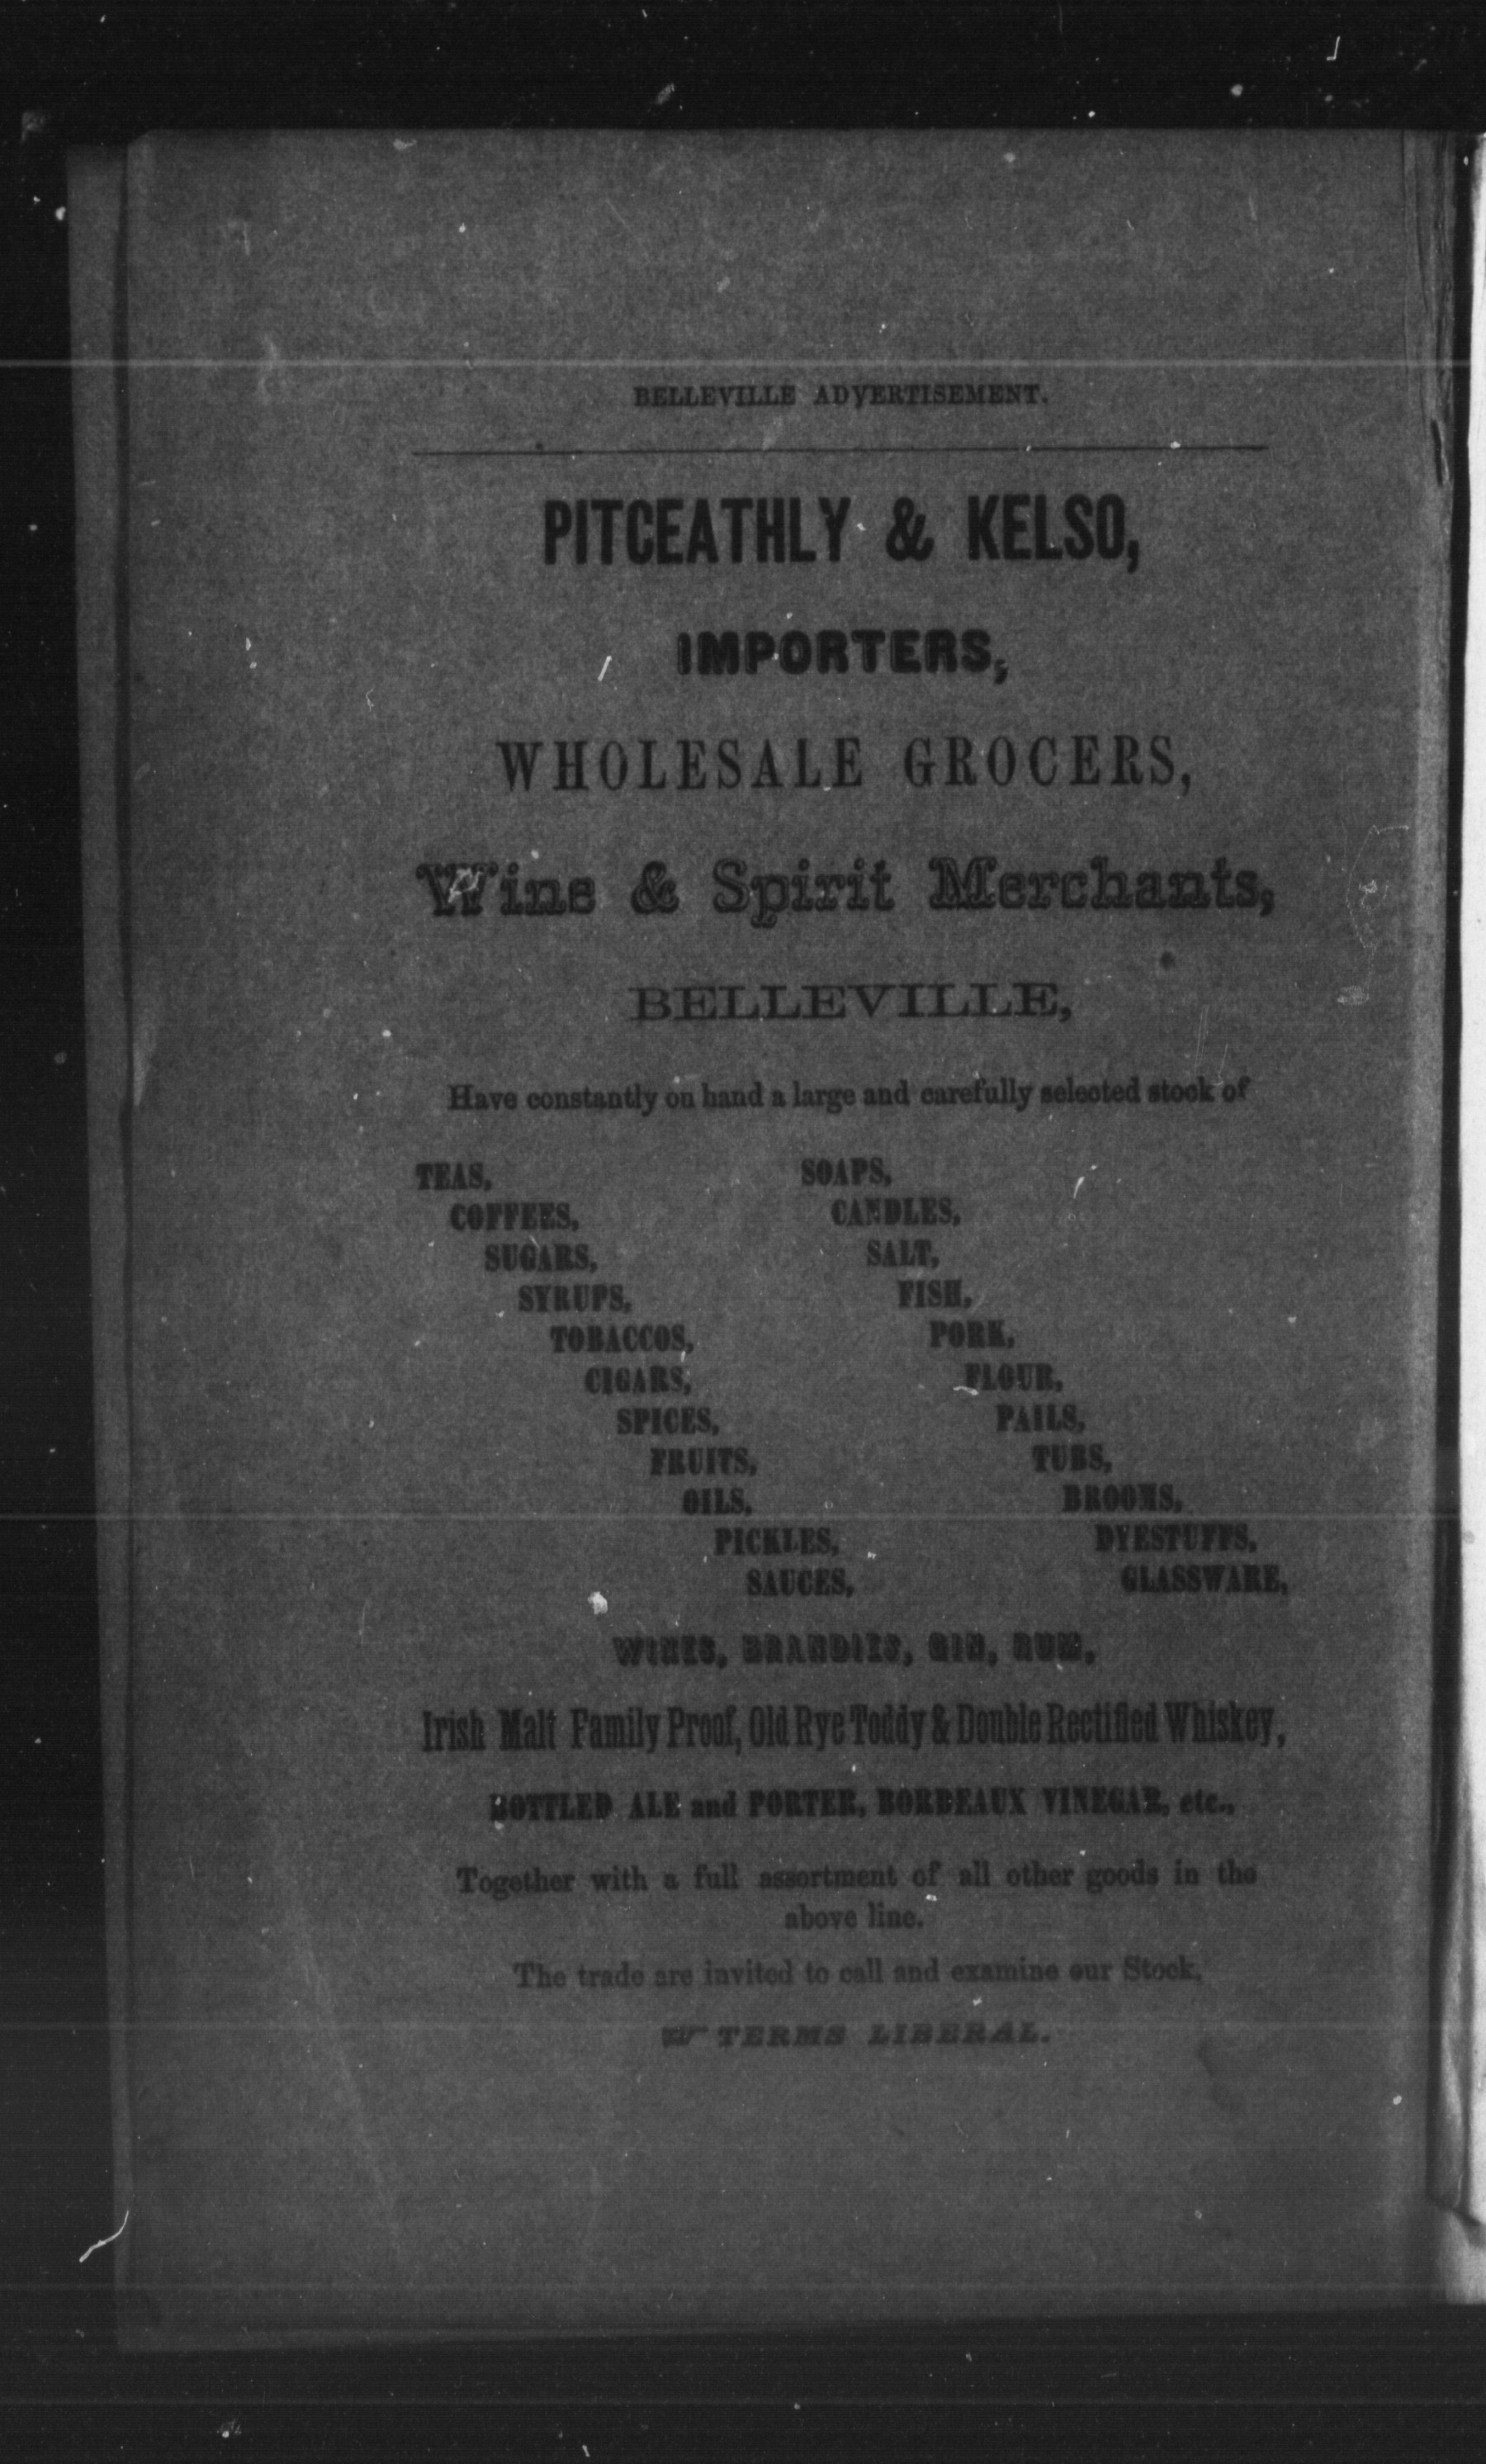 BELLEVILLE ADVERTISEMENT.
PITCEATHLY & KELSO,
IMPORTERS,
WHOLESALE GROCERS,
Wine & Spirit Merchants,
BELLEVILLE,
Have constantly on hand a large and carefully selected stock of
TEAS, SOAPS,
COFFEES, CANDLES,
SUGARS, SALT,
SYRUPS, FISH,
TOBACCOS, PORK,
CIGARS, FLOUR,
SPICES, PAILS,
FRUITS, TUBS,
OILS, BROOMS,
PICKLES, DYESTUFFS,
SAUCES, GLASSWARE,
WINES, BRANDIES, GIN, RUM,
Irish Malt Family Proof, Old Rye Toddy & Double Rectified Whiskey,
BOTTLED ALE and PORTER, BORDEAUX VINEGAR, etc.,
Together with a full assortment of all other goods in the
above line.
The trade are invited to call and examine our Stock,
☞ TERMS LIBERAL.